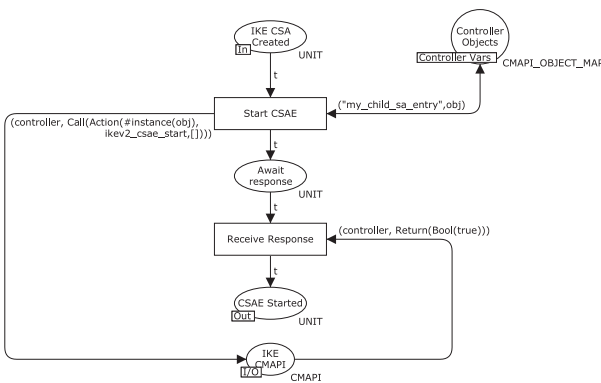 IKE CSA
Created
In
UNIT
t
Controller
Objects
Controller Vars
CMAPI_OBJECT_MAP
Start CSAE
("my_child_sa_entry",obj)
(controller, Call(Action(#instance(obj),
ikev2_csae_start,[])))
t
Await
response
UNIT
t
Receive Response
(controller, Return(Bool(true)))
t
CSAE Started
Out
UNIT
IKE
CMAPI
I/O
CMAPI